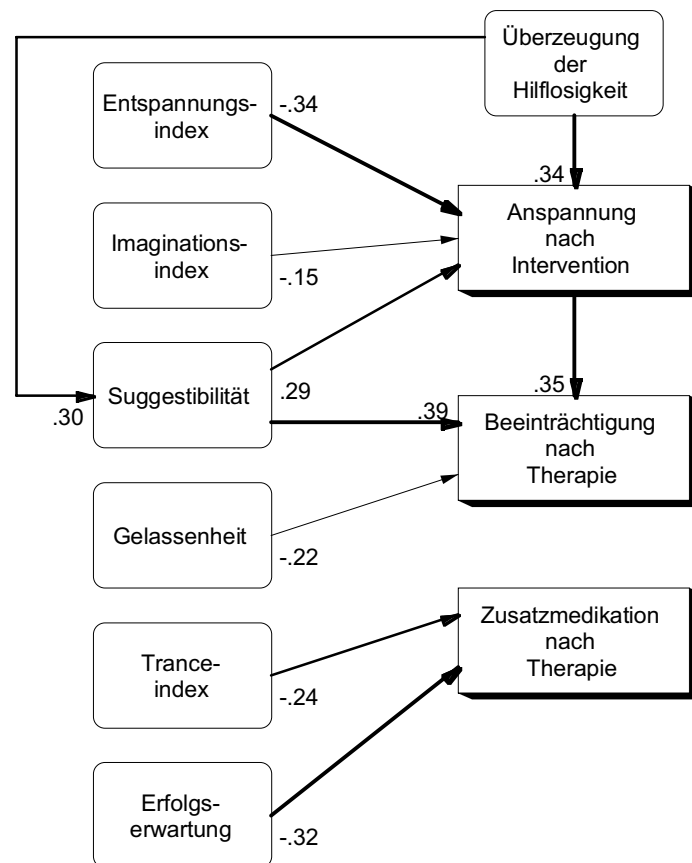 Überzeugung
der
Hilflosigkeit
Entspannungs-
index
-.34
.34
Anspannung
nach
Intervention
Imaginations-
index
-.15
Suggestibilität
.30
.29
.39
.35
Beeinträchtigung
nach
Therapie
Gelassenheit
-.22
Zusatzmedikation
nach
Therapie
Trance-
index
-.24
Erfolgs-
erwartung
-.32